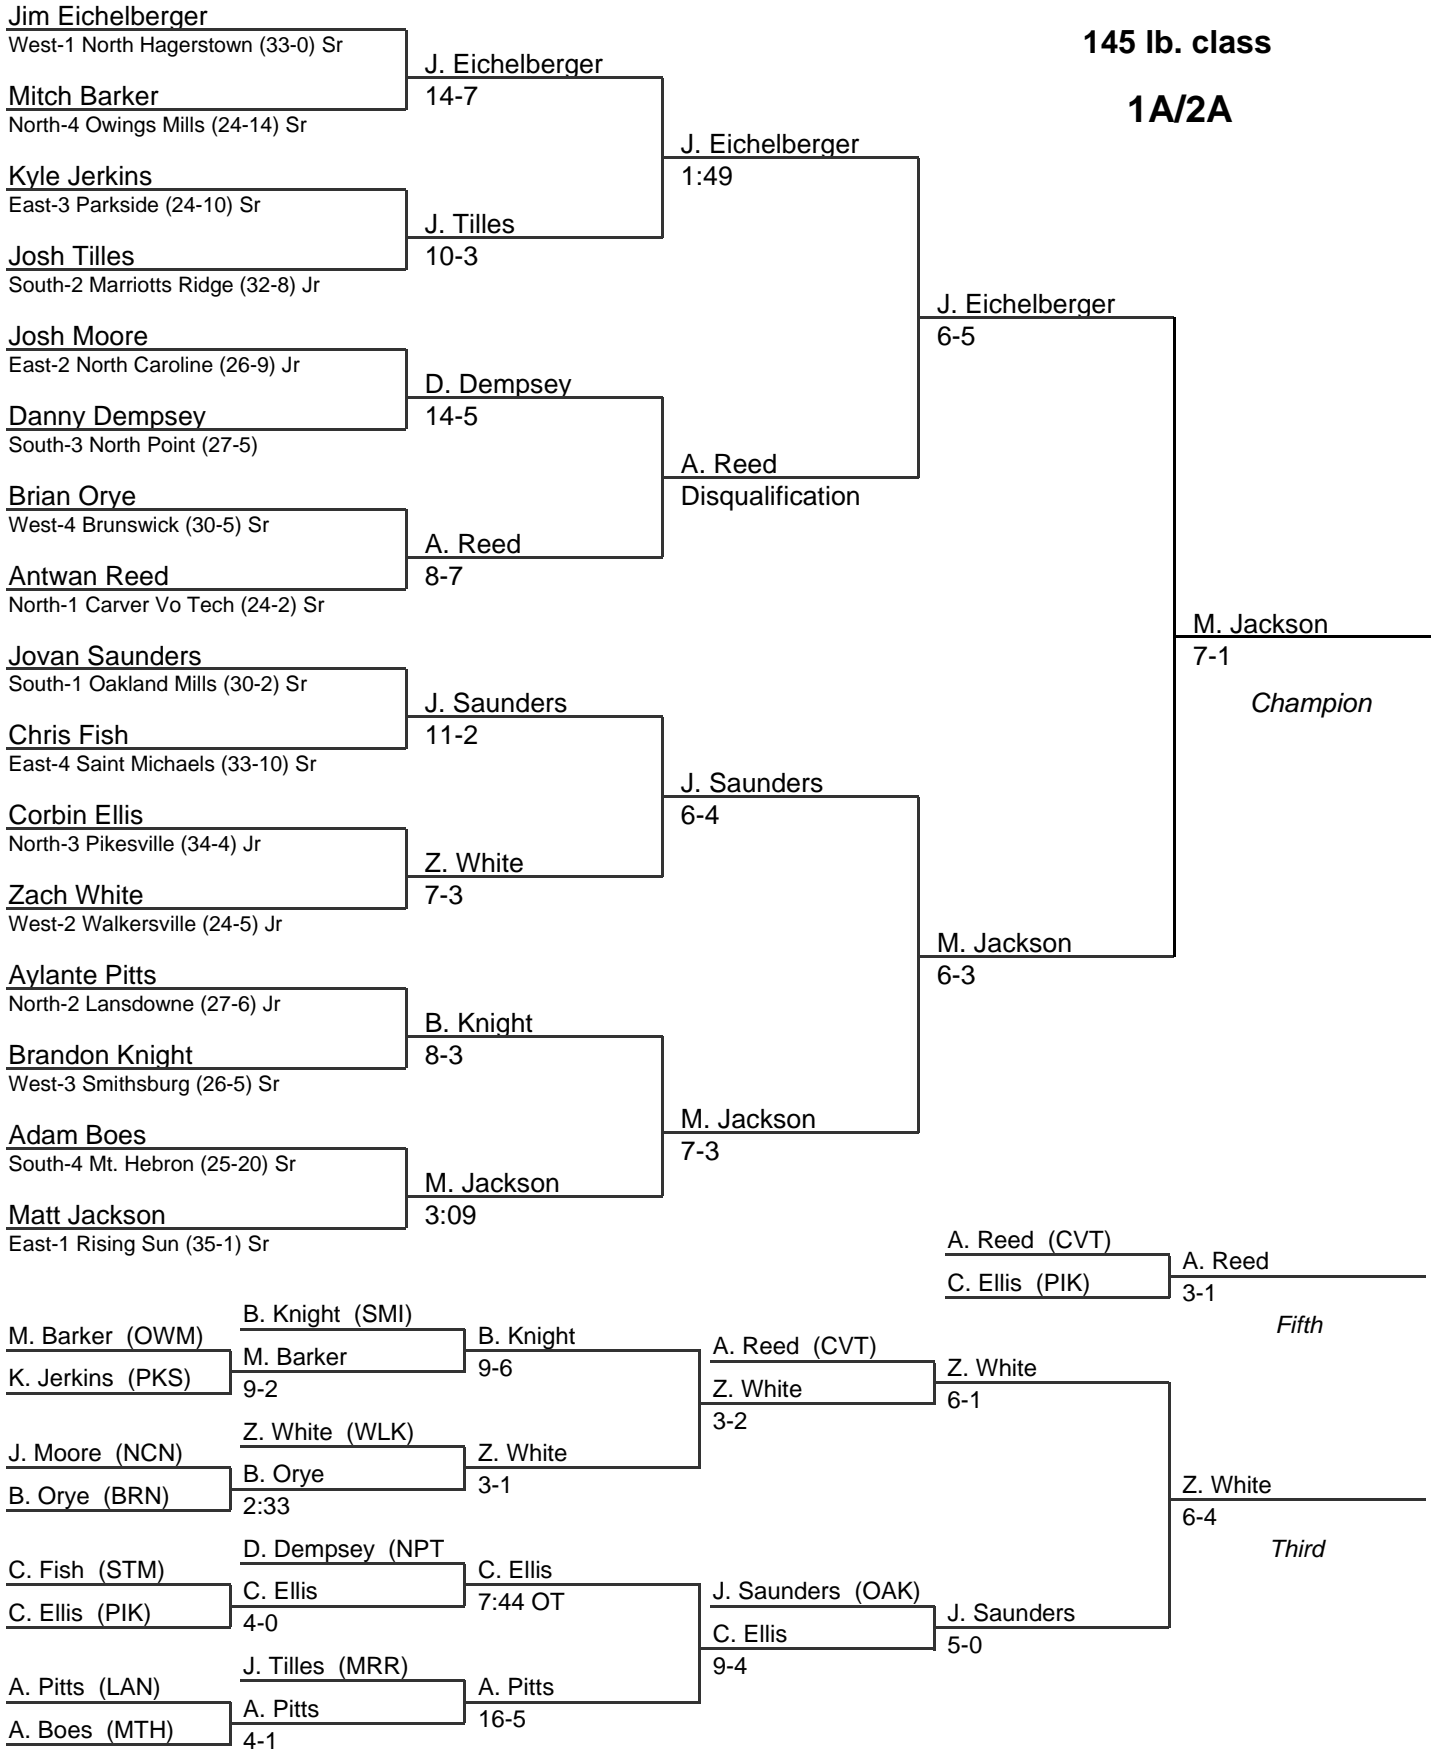 Jim Eichelberger
West-1 North Hagerstown (33-0) Sr
145 lb. class
J. Eichelberger
14-7
Mitch Barker
North-4 Owings Mills (24-14) Sr
1A/2A
J. Eichelberger
1:49
Kyle Jerkins
East-3 Parkside (24-10) Sr
J. Tilles
10-3
Josh Tilles
South-2 Marriotts Ridge (32-8) Jr
J. Eichelberger
6-5
Josh Moore
East-2 North Caroline (26-9) Jr
D. Dempsey
14-5
Danny Dempsey
South-3 North Point (27-5)
A. Reed
Disqualification
Brian Orye
West-4 Brunswick (30-5) Sr
A. Reed
8-7
Antwan Reed
North-1 Carver Vo Tech (24-2) Sr
M. Jackson
7-1
Champion
Jovan Saunders
South-1 Oakland Mills (30-2) Sr
J. Saunders
11-2
Chris Fish
East-4 Saint Michaels (33-10) Sr
J. Saunders
6-4
Corbin Ellis
North-3 Pikesville (34-4) Jr
Z. White
7-3
Zach White
West-2 Walkersville (24-5) Jr
M. Jackson
6-3
Aylante Pitts
North-2 Lansdowne (27-6) Jr
B. Knight
8-3
Brandon Knight
West-3 Smithsburg (26-5) Sr
M. Jackson
7-3
Adam Boes
South-4 Mt. Hebron (25-20) Sr
M. Jackson
3:09
Matt Jackson
East-1 Rising Sun (35-1) Sr
A. Reed (CVT)
C. Ellis (PIK)
A. Reed
3-1
Fifth
M. Barker (OWM)
K. Jerkins (PKS)
B. Knight (SMI)
M. Barker
9-2
B. Knight
9-6
A. Reed (CVT)
Z. White
3-2
Z. White
6-1
J. Moore (NCN)
B. Orye (BRN)
Z. White (WLK)
B. Orye
2:33
Z. White
3-1
Z. White
6-4
Third
C. Fish (STM)
C. Ellis (PIK)
D. Dempsey (NPT
C. Ellis
4-0
C. Ellis
7:44 OT
J. Saunders (OAK)
C. Ellis
9-4
J. Saunders
5-0
A. Pitts (LAN)
A. Boes (MTH)
J. Tilles (MRR)
A. Pitts
4-1
A. Pitts
16-5